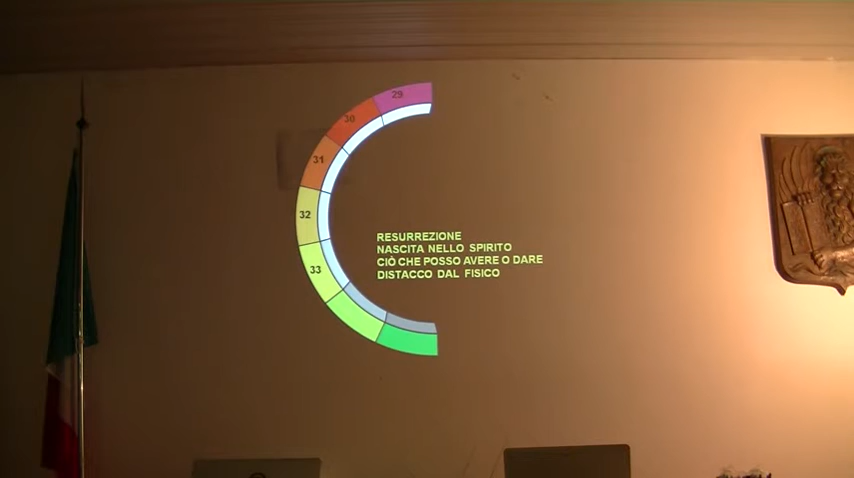 29
30
31
32
33
RESURREZIONE
NASCITA NELLO SPIRITO
CIÒ CHE POSSO AVERE O DARE
DISTACCO DAL FISICO